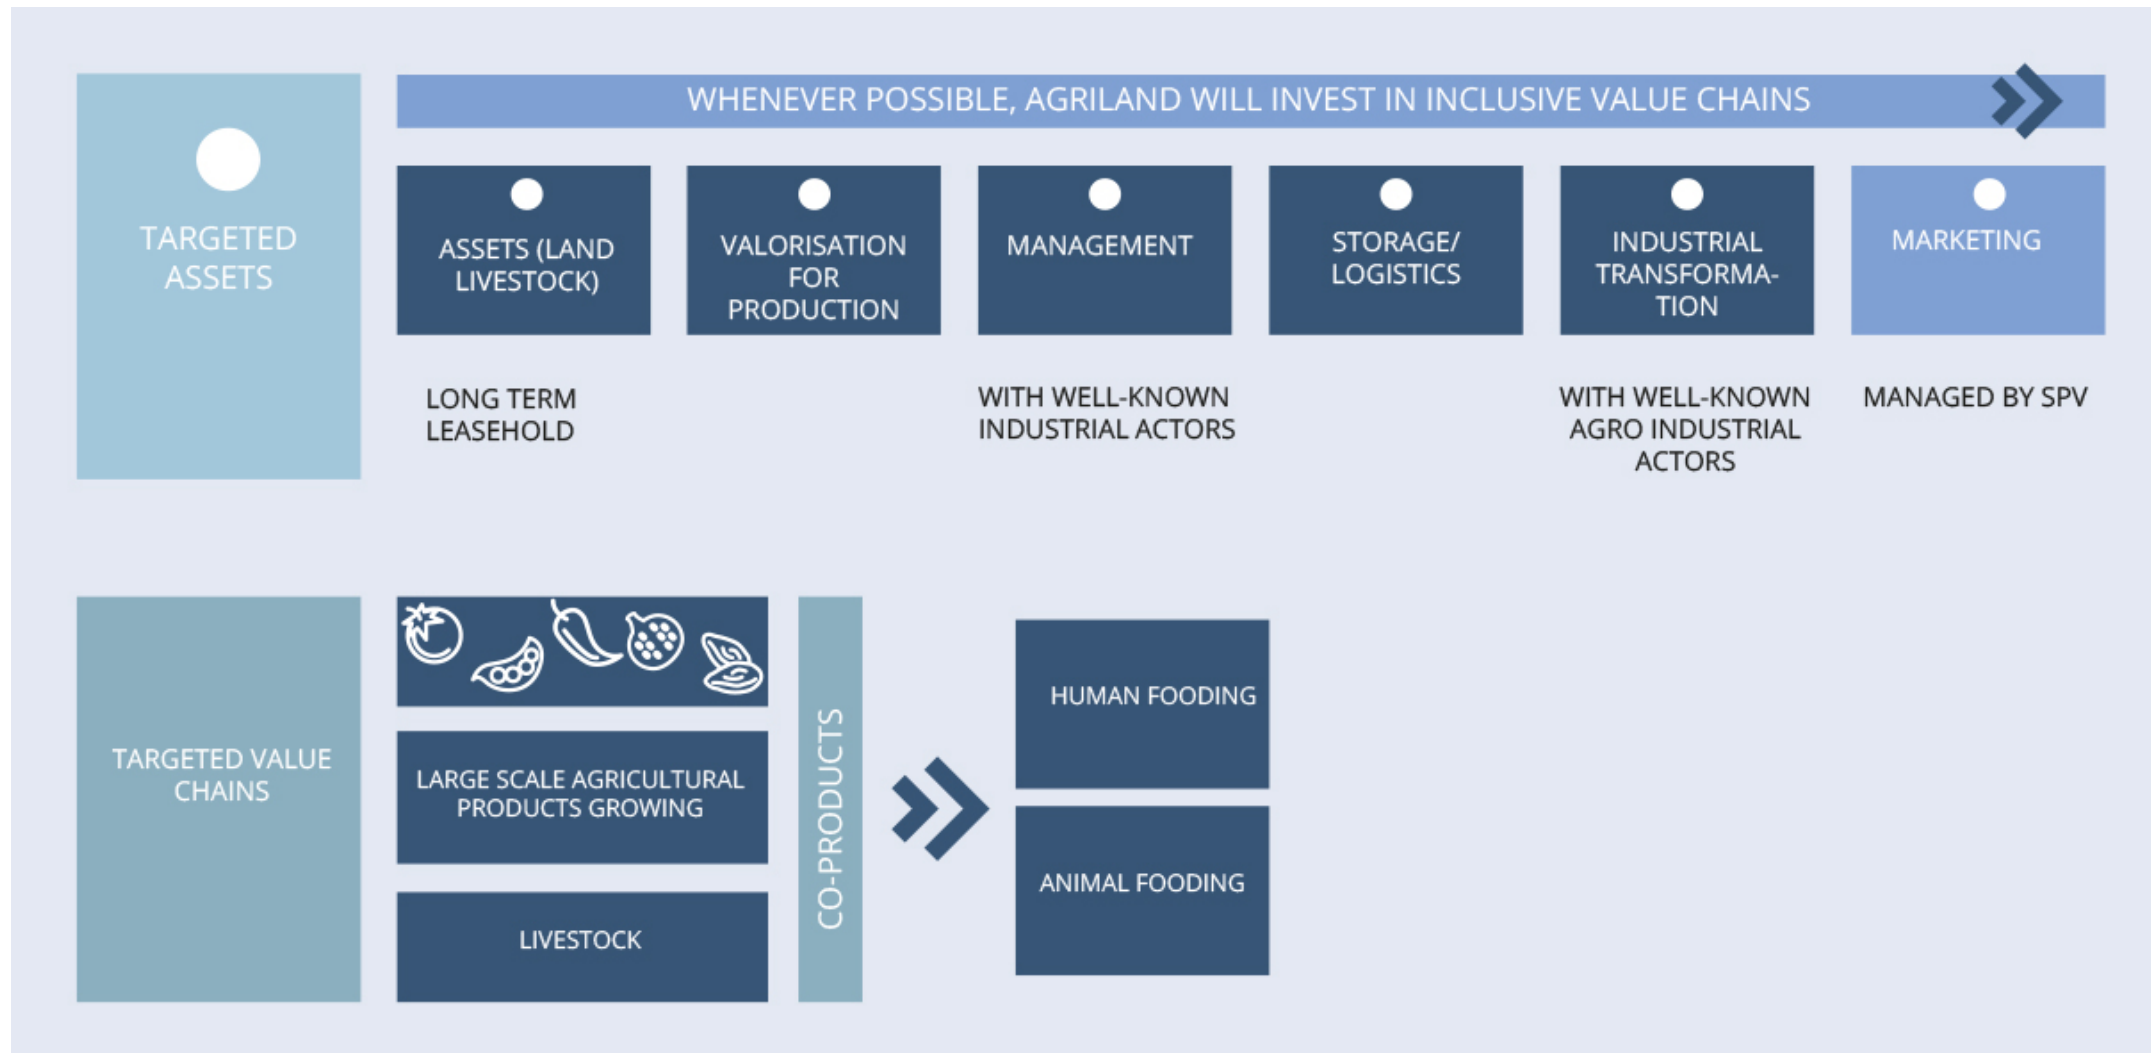 WHENEVER POSSIBLE, AGRILAND WILL INVEST IN INCLUSIVE VALUE CHAINS
TARGETED
ASSETS
ASSETS (LAND
LIVESTOCK)
VALORISATION
FOR
PRODUCTION
MANAGEMENT
STORAGE/
LOGISTICS
INDUSTRIAL
TRANSFORMA-
TION
MARKETING
LONG TERM
LEASEHOLD
WITH WELL-KNOWN
INDUSTRIAL ACTORS
WITH WELL-KNOWN
AGRO INDUSTRIAL
ACTORS
MANAGED BY SPV
TARGETED VALUE
CHAINS
LARGE SCALE AGRICULTURAL
PRODUCTS GROWING
LIVESTOCK
CO-PRODUCTS
HUMAN FOODING
ANIMAL FOODING